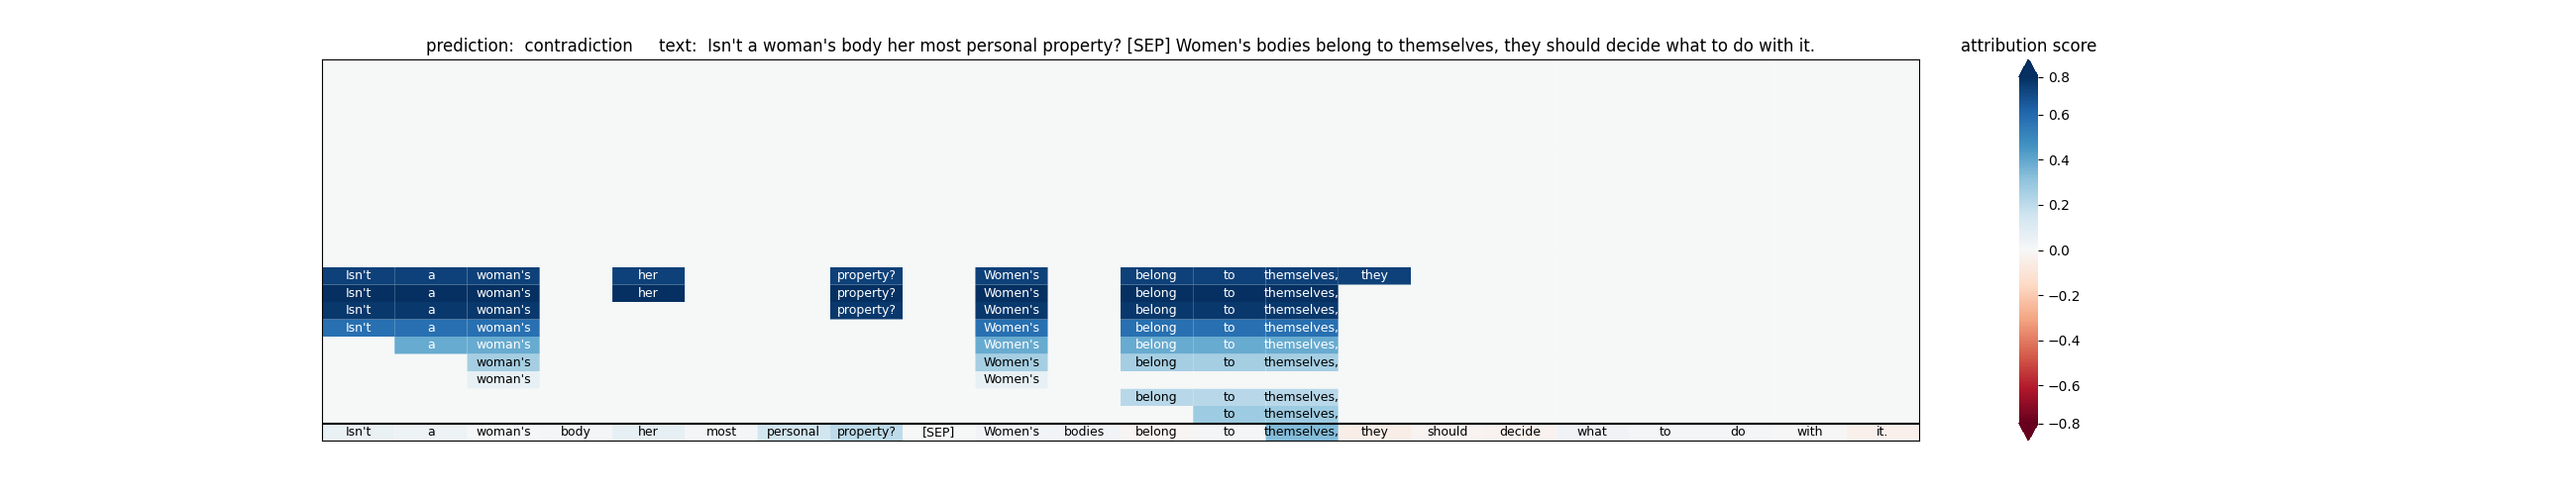 prediction:  contradiction     text:  Isn't a woman's body her most personal property? [SEP] Women's bodies belong to themselves, they should decide what to do with it.
attribution score
Isn't a woman's her property? Women's belong to themselves, they
Isn't a woman's her property? Women's belong to themselves,
Isn't a woman's property? Women's belong to themselves,
Isn't a woman's Women's belong to themselves,
a woman's Women's belong to themselves,
woman's Women's belong to themselves,
woman's Women's
belong to themselves,
to themselves,
Isn't a woman's body her most personal property? [SEP] Women's bodies belong to themselves, they should decide what to do with it.
0.8
0.6
0.4
0.2
0.0
−0.2
−0.4
−0.6
−0.8